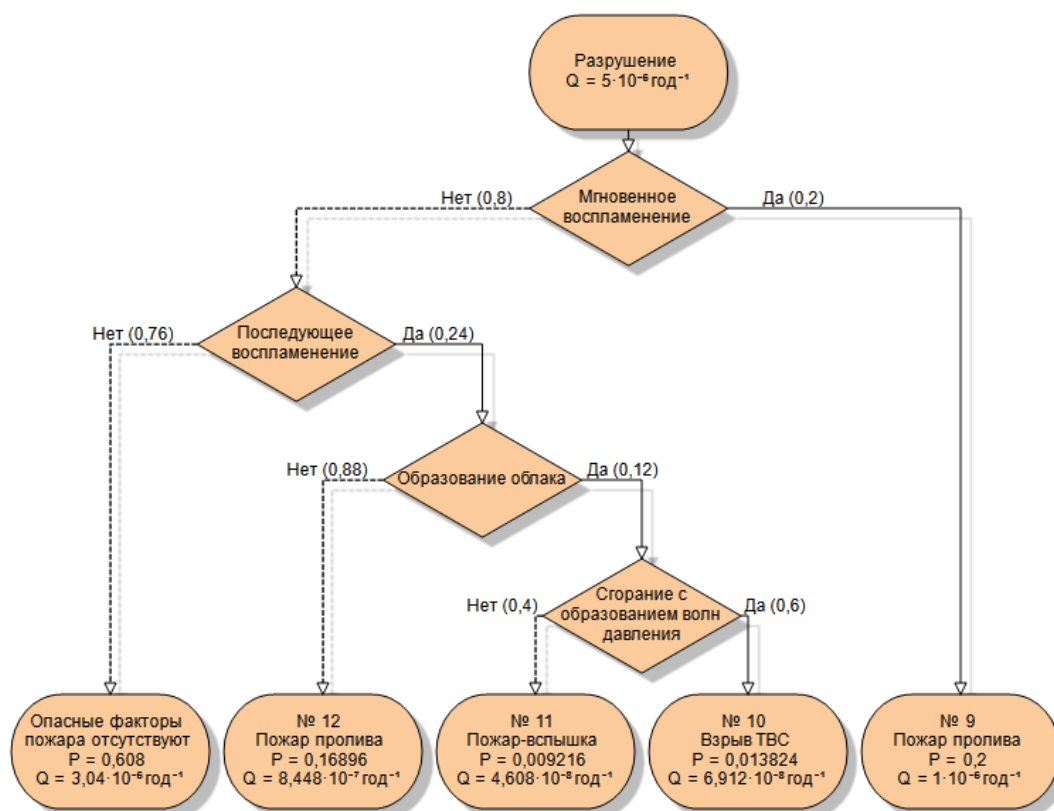 Разрушение
Q = 5·10⁻⁶ год⁻¹
Мгновенное
воспламенение
Нет (0,8)
Да (0,2)
Последующее
воспламенение
Нет (0,76)
Да (0,24)
Образование облака
Нет (0,88)
Да (0,12)
Сгорание с
образованием волн
давления
Нет (0,4)
Да (0,6)
Опасные факторы
пожара отсутствуют
P = 0,608
Q = 3,04·10⁻⁶ год⁻¹
№ 12
Пожар пролива
P = 0,16896
Q = 8,448·10⁻⁷ год⁻¹
№ 11
Пожар-вспышка
P = 0,009216
Q = 4,608·10⁻⁸ год⁻¹
№ 10
Взрыв ТВС
P = 0,013824
Q = 6,912·10⁻⁸ год⁻¹
№ 9
Пожар пролива
P = 0,2
Q = 1·10⁻⁶ год⁻¹